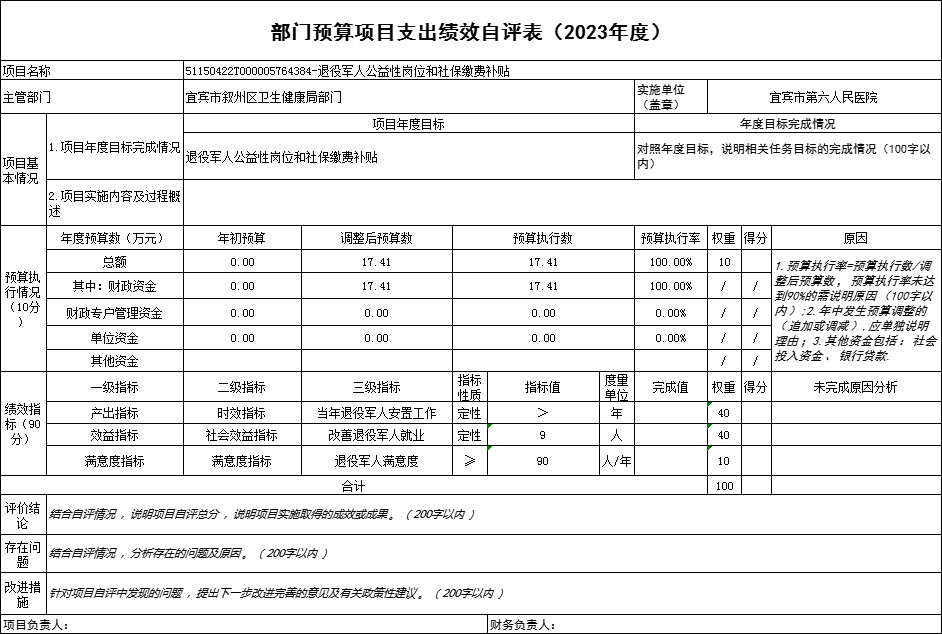 部门预算项目支出绩效自评表（2023年度）
项目名称 51150422T000005764384-退役军人公益性岗位和社保缴费补贴
主管部门 宜宾市叙州区卫生健康局部门 实施单位（盖章） 宜宾市第六人民医院
项目基本情况
1.项目年度目标完成情况
项目年度目标 年度目标完成情况
退役军人公益性岗位和社保缴费补贴
对照年度目标，说明相关任务目标的完成情况（100字以内）
2.项目实施内容及过程概述
预算执行情况（10分）
年度预算数（万元） 年初预算 调整后预算数 预算执行数 预算执行率 权重 得分 原因
总额 0.00 17.41 17.41 100.00% 10
其中：财政资金 0.00 17.41 17.41 100.00% / /
财政专户管理资金 0.00 0.00 0.00 0.00% / /
单位资金 0.00 0.00 0.00 0.00% / /
其他资金 / /
1.预算执行率=预算执行数/调整后预算数，预算执行率未达到90%的需说明原因（100字以内）；2.年中发生预算调整的（追加或调减），应单独说明理由；3.其他资金包括：社会投入资金、银行贷款.
绩效指标（90分）
一级指标 二级指标 三级指标 指标性质 指标值 度量单位 完成值 权重 得分 未完成原因分析
产出指标 时效指标 当年退役军人安置工作 定性 ＞ 年 40
效益指标 社会效益指标 改善退役军人就业 定性 9 人 40
满意度指标 满意度指标 退役军人满意度 ≥ 90 人/年 10
合计 100
评价结论 结合自评情况，说明项目自评总分，说明项目实施取得的成效或成果。（200字以内）
存在问题 结合自评情况，分析存在的问题及原因。（200字以内）
改进措施 针对项目自评中发现的问题，提出下一步改进完善的意见及有关政策性建议。（200字以内）
项目负责人： 财务负责人：